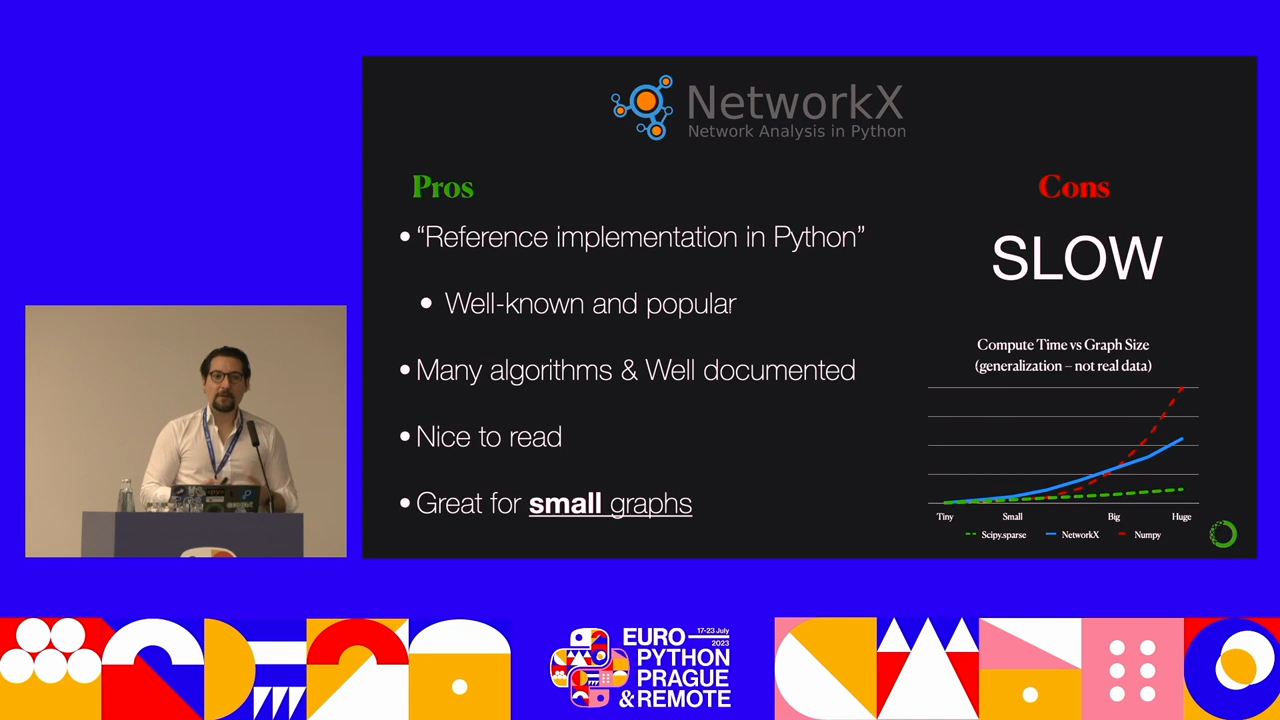 NetworkX
Network Analysis in Python
Pros
• “Reference implementation in Python”
• Well-known and popular
• Many algorithms & Well documented
• Nice to read
• Great for small graphs
Cons
SLOW
Compute Time vs Graph Size
(generalization – not real data)
Tiny Small Big Huge
Scipy.sparse NetworkX Numpy
17-23 July
2023
EURO
PYTHON
PRAGUE
& REMOTE